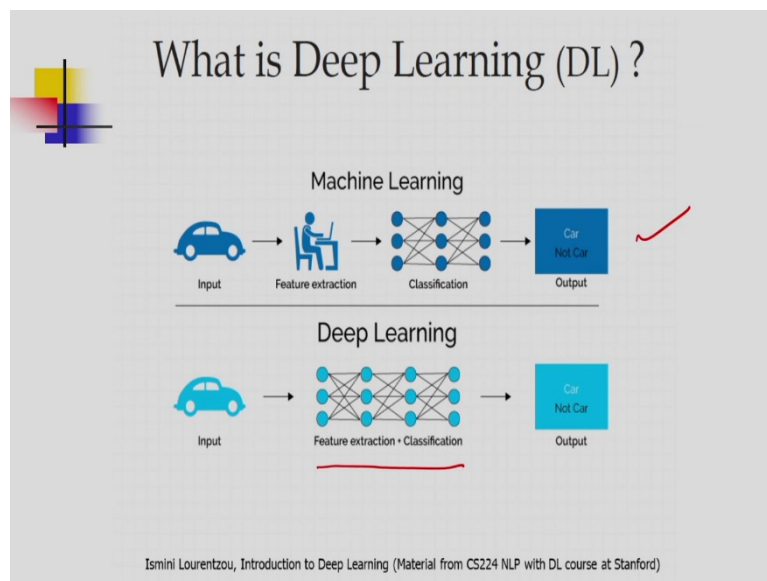 What is Deep Learning (DL) ?
Machine Learning
Car
Not Car
Input
Feature extraction
Classification
Output
Deep Learning
Car
Not Car
Input
Feature extraction + Classification
Output
Ismini Lourentzou, Introduction to Deep Learning (Material from CS224 NLP with DL course at Stanford)